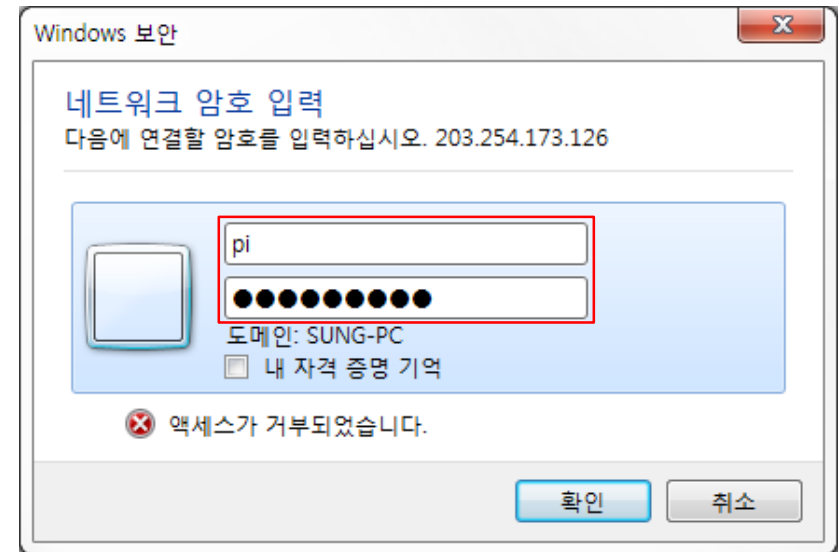 Windows 보안
네트워크 암호 입력
다음에 연결할 암호를 입력하십시오. 203.254.173.126
pi
●●●●●●●●●
도메인: SUNG-PC
내 자격 증명 기억
액세스가 거부되었습니다.
확인
취소